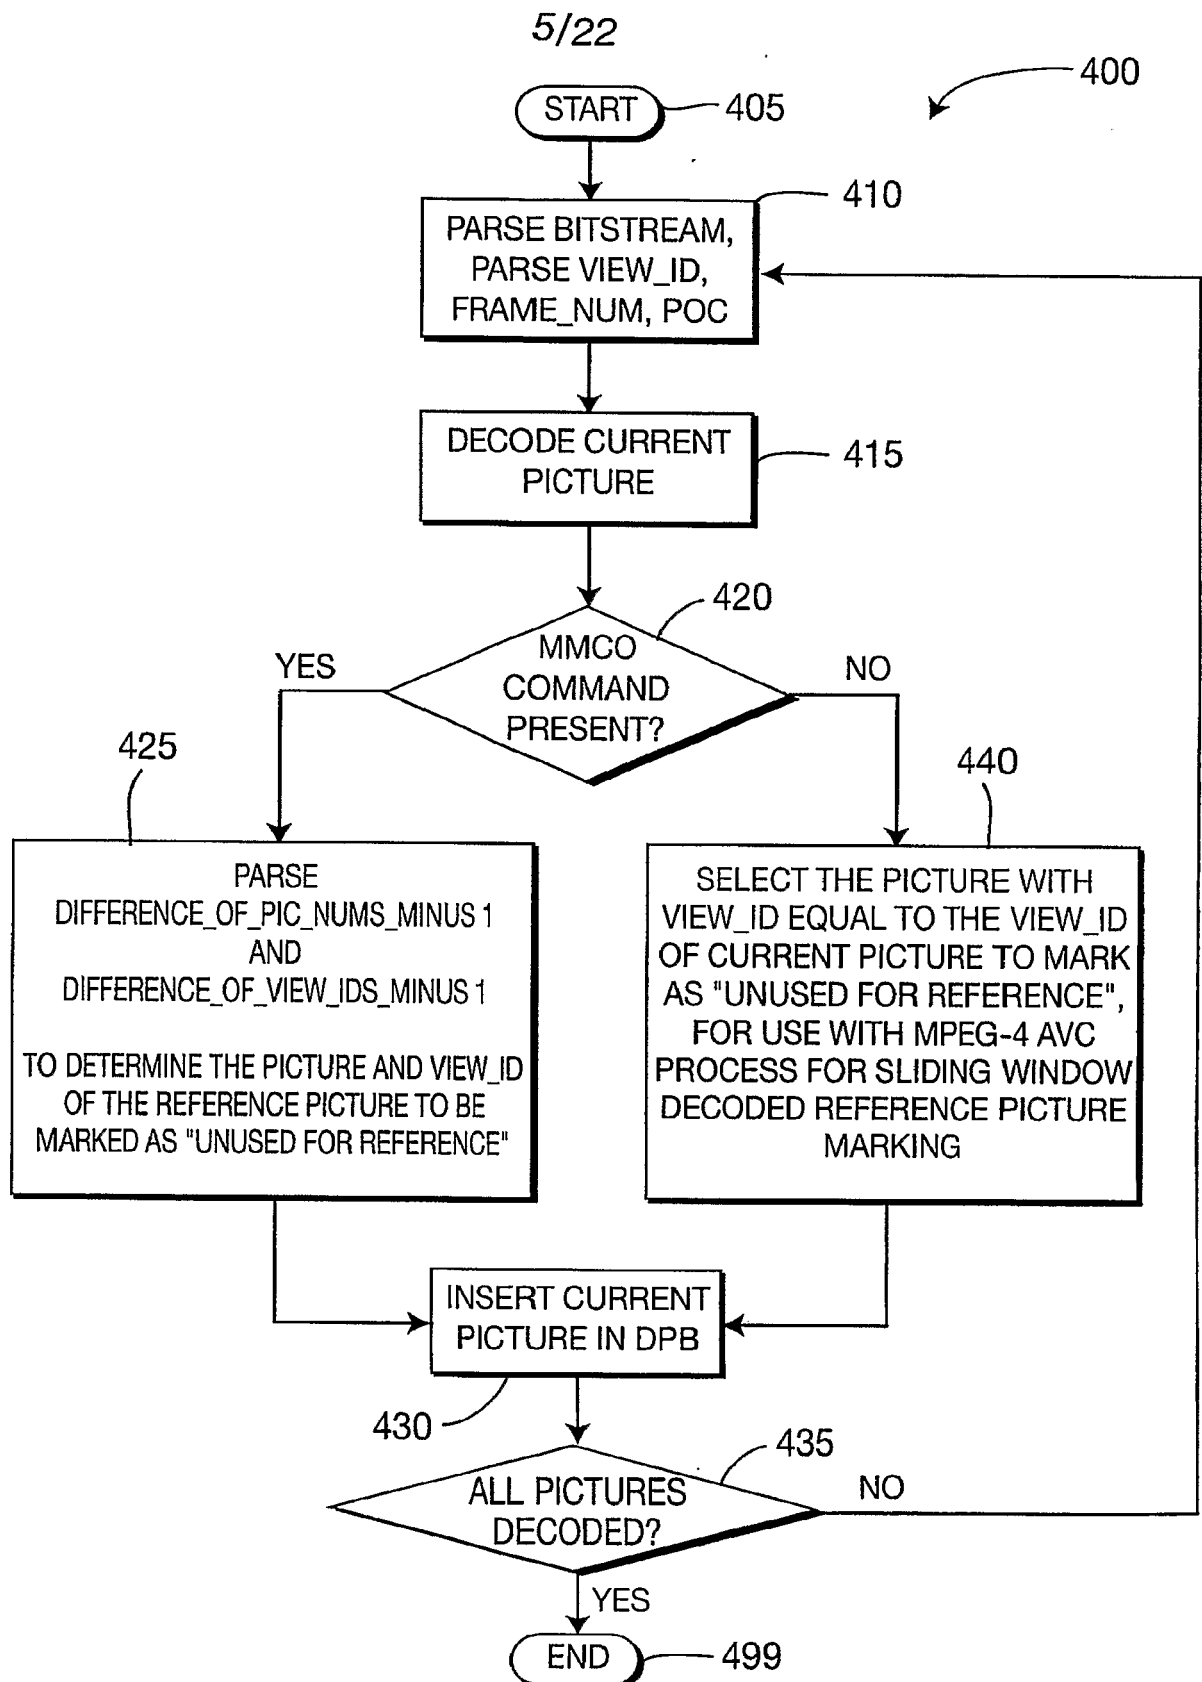 5/22
400
START
405
410
PARSE BITSTREAM,
PARSE VIEW_ID,
FRAME_NUM, POC
DECODE CURRENT
PICTURE
415
420
MMCO
COMMAND
PRESENT?
YES
NO
425
440
PARSE
DIFFERENCE_OF_PIC_NUMS_MINUS 1
AND
DIFFERENCE_OF_VIEW_IDS_MINUS 1
TO DETERMINE THE PICTURE AND VIEW_ID
OF THE REFERENCE PICTURE TO BE
MARKED AS "UNUSED FOR REFERENCE"
SELECT THE PICTURE WITH
VIEW_ID EQUAL TO THE VIEW_ID
OF CURRENT PICTURE TO MARK
AS "UNUSED FOR REFERENCE",
FOR USE WITH MPEG-4 AVC
PROCESS FOR SLIDING WINDOW
DECODED REFERENCE PICTURE
MARKING
INSERT CURRENT
PICTURE IN DPB
430
435
ALL PICTURES
DECODED?
NO
YES
END
499